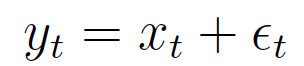 y_t = x_t + ϵ_t